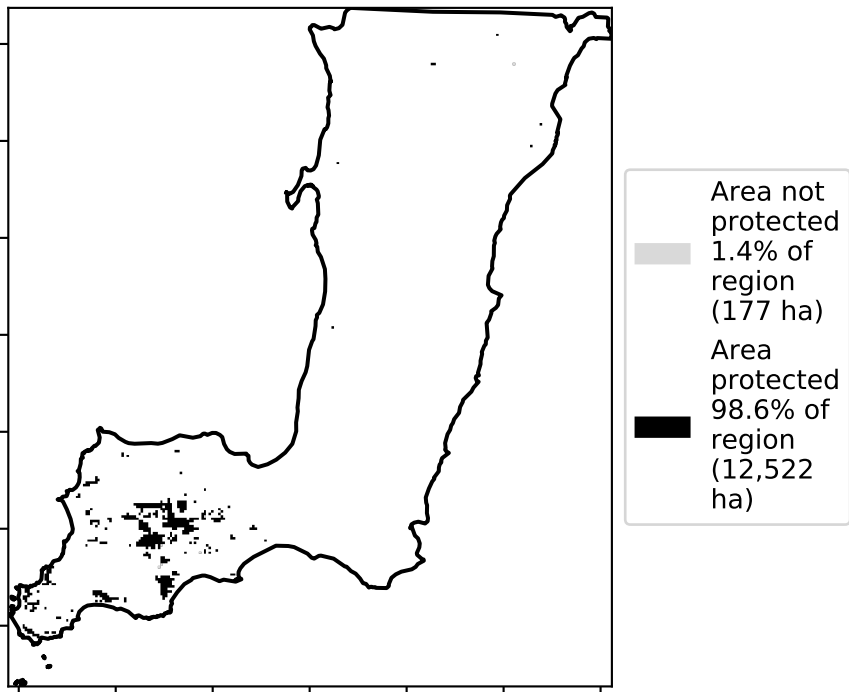 Area not
protected
1.4% of
region
(177 ha)
Area
protected
98.6% of
region
(12,522
ha)